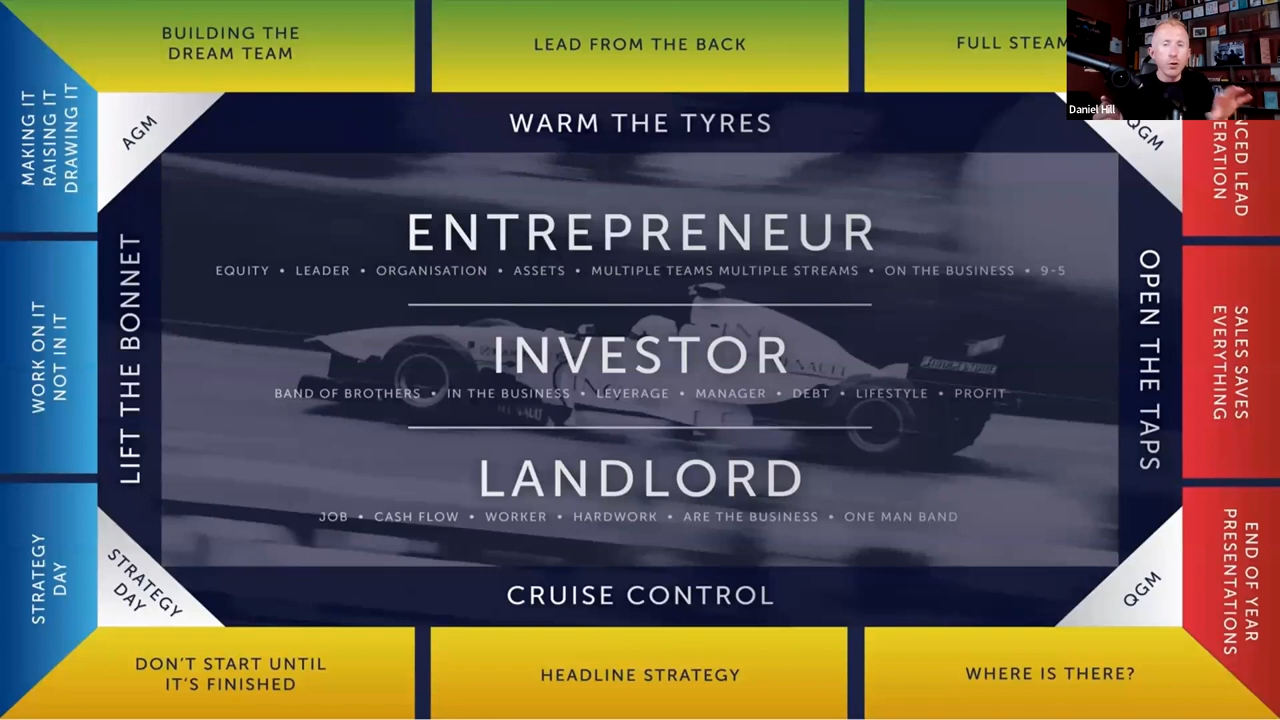 BUILDING THE
DREAM TEAM
LEAD FROM THE BACK
FULL STEAM
Daniel Hill
MAKING IT
RAISING IT
DRAWING IT
AGM
WARM THE TYRES
QGM
LEAD
WORK ON IT
NOT IN IT
LIFT THE BONNET
ENTREPRENEUR
EQUITY • LEADER • ORGANISATION • ASSETS • MULTIPLE TEAMS MULTIPLE STREAMS • ON THE BUSINESS • 9-5
INVESTOR
BAND OF BROTHERS • IN THE BUSINESS • LEVERAGE • MANAGER • DEBT • LIFESTYLE • PROFIT
LANDLORD
JOB • CASH FLOW • WORKER • HARDWORK • ARE THE BUSINESS • ONE MAN BAND
OPEN THE TAPS
SALES SAVES
EVERYTHING
STRATEGY
DAY
STRATEGY
DAY
CRUISE CONTROL
QGM
END OF YEAR
PRESENTATIONS
DON'T START UNTIL
IT'S FINISHED
HEADLINE STRATEGY
WHERE IS THERE?